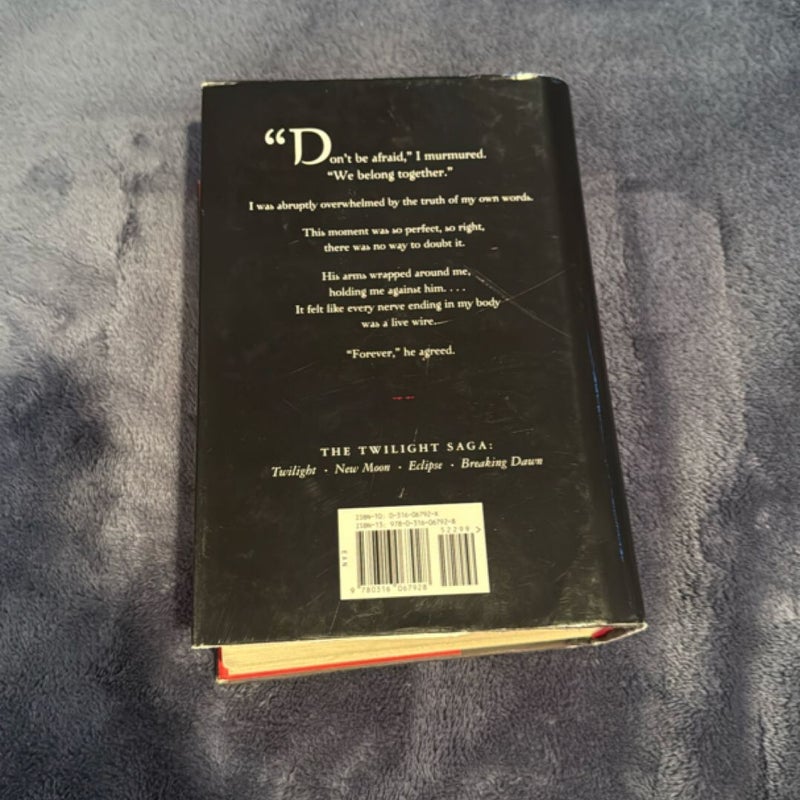 “Don't be afraid,” I murmured.
“We belong together.”
I was abruptly overwhelmed by the truth of my own words.
This moment was so perfect, so right,
there was no way to doubt it.
His arms wrapped around me,
holding me against him. . . .
It felt like every nerve ending in my body
was a live wire.
“Forever,” he agreed.
THE TWILIGHT SAGA:
Twilight · New Moon · Eclipse · Breaking Dawn
ISBN-10: 0-316-06792-X
ISBN-13: 978-0-316-06792-8
52299>
EAN
9 780316 067928